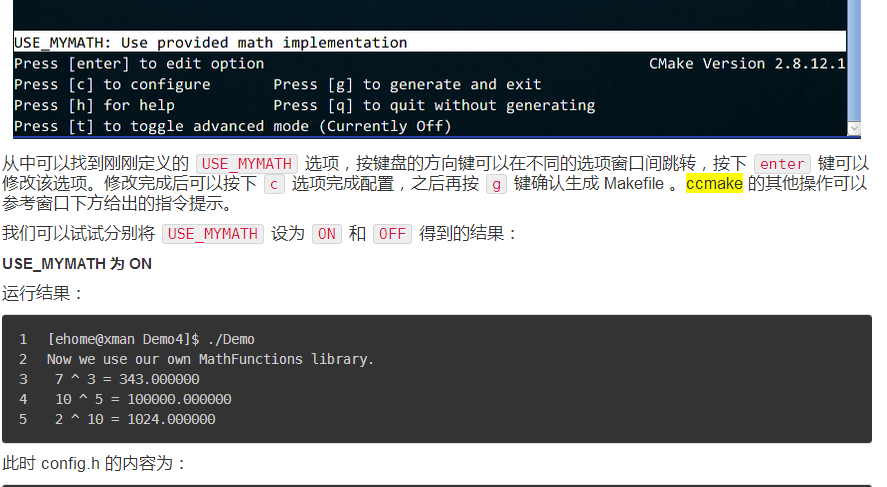 USE_MYMATH: Use provided math implementation
Press [enter] to edit option CMake Version 2.8.12.1
Press [c] to configure Press [g] to generate and exit
Press [h] for help Press [q] to quit without generating
Press [t] to toggle advanced mode (Currently Off)
从中可以找到刚刚定义的 USE_MYMATH 选项，按键盘的方向键可以在不同的选项窗口间跳转，按下 enter 键可以
修改该选项。修改完成后可以按下 c 选项完成配置，之后再按 g 键确认生成 Makefile 。ccmake 的其他操作可以
参考窗口下方给出的指令提示。
我们可以试试分别将 USE_MYMATH 设为 ON 和 OFF 得到的结果：
USE_MYMATH 为 ON
运行结果：
1 [ehome@xman Demo4]$ ./Demo
2 Now we use our own MathFunctions library.
3 7 ^ 3 = 343.000000
4 10 ^ 5 = 100000.000000
5 2 ^ 10 = 1024.000000
此时 config.h 的内容为：